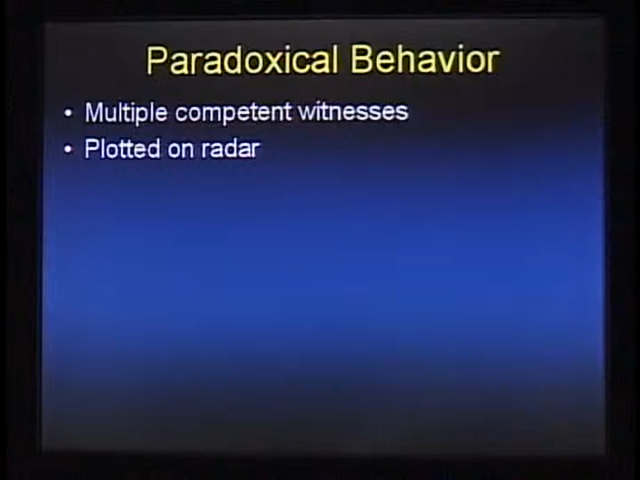 Paradoxical Behavior
• Multiple competent witnesses
• Plotted on radar